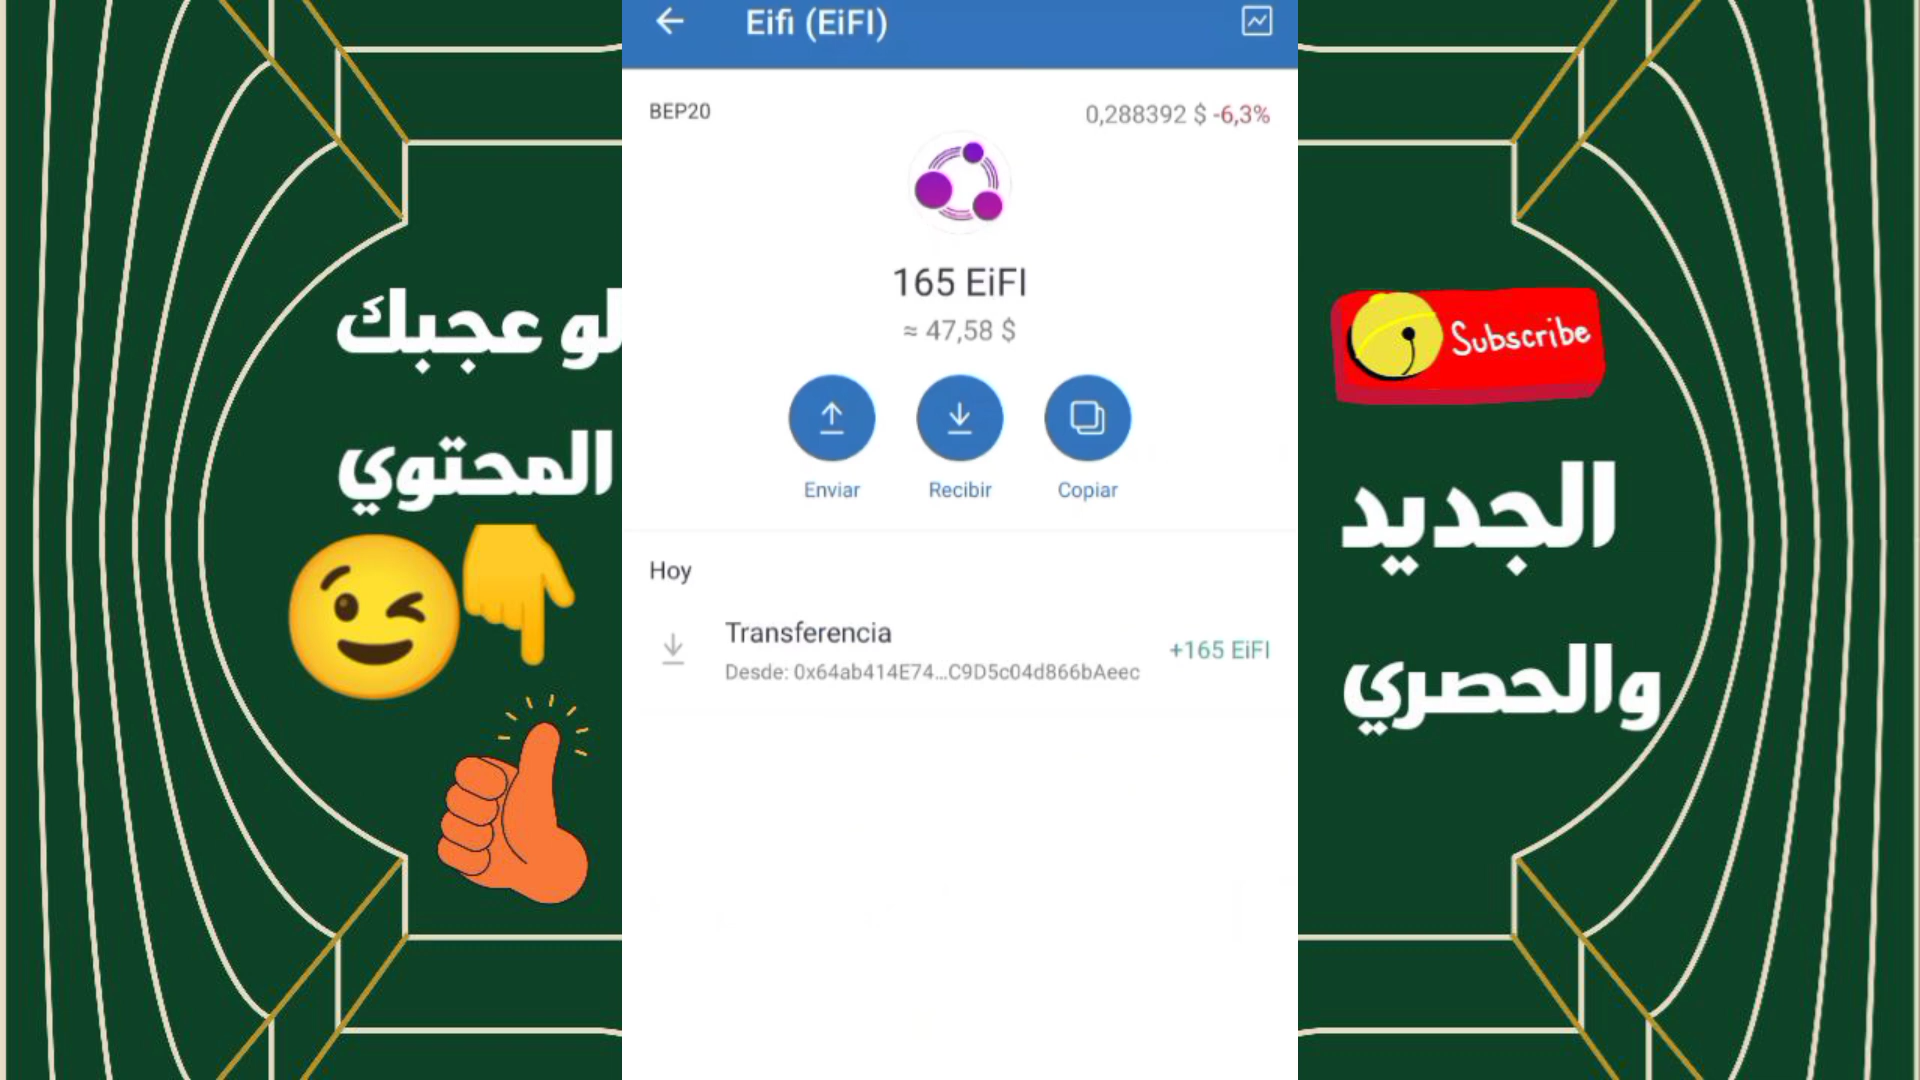 Eifi (EiFI)
BEP20
0,288392 $ -6,3%
165 EiFI
≈ 47,58 $
Enviar
Recibir
Copiar
Hoy
Transferencia
+165 EiFI
Desde: 0x64ab414E74...C9D5c04d866bAeec
لو عجبك
المحتوي
Subscribe
الجديد
والحصري